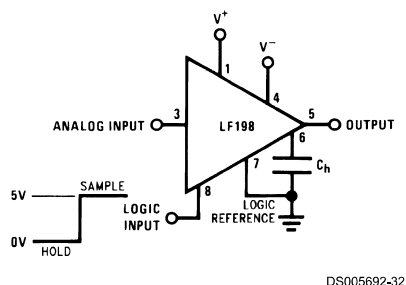 V+
V−
1
4
ANALOG INPUT
3
LF198
5
OUTPUT
6
7
Ch
8
5V
SAMPLE
LOGIC
INPUT
LOGIC
REFERENCE
0V
HOLD
DS005692-32